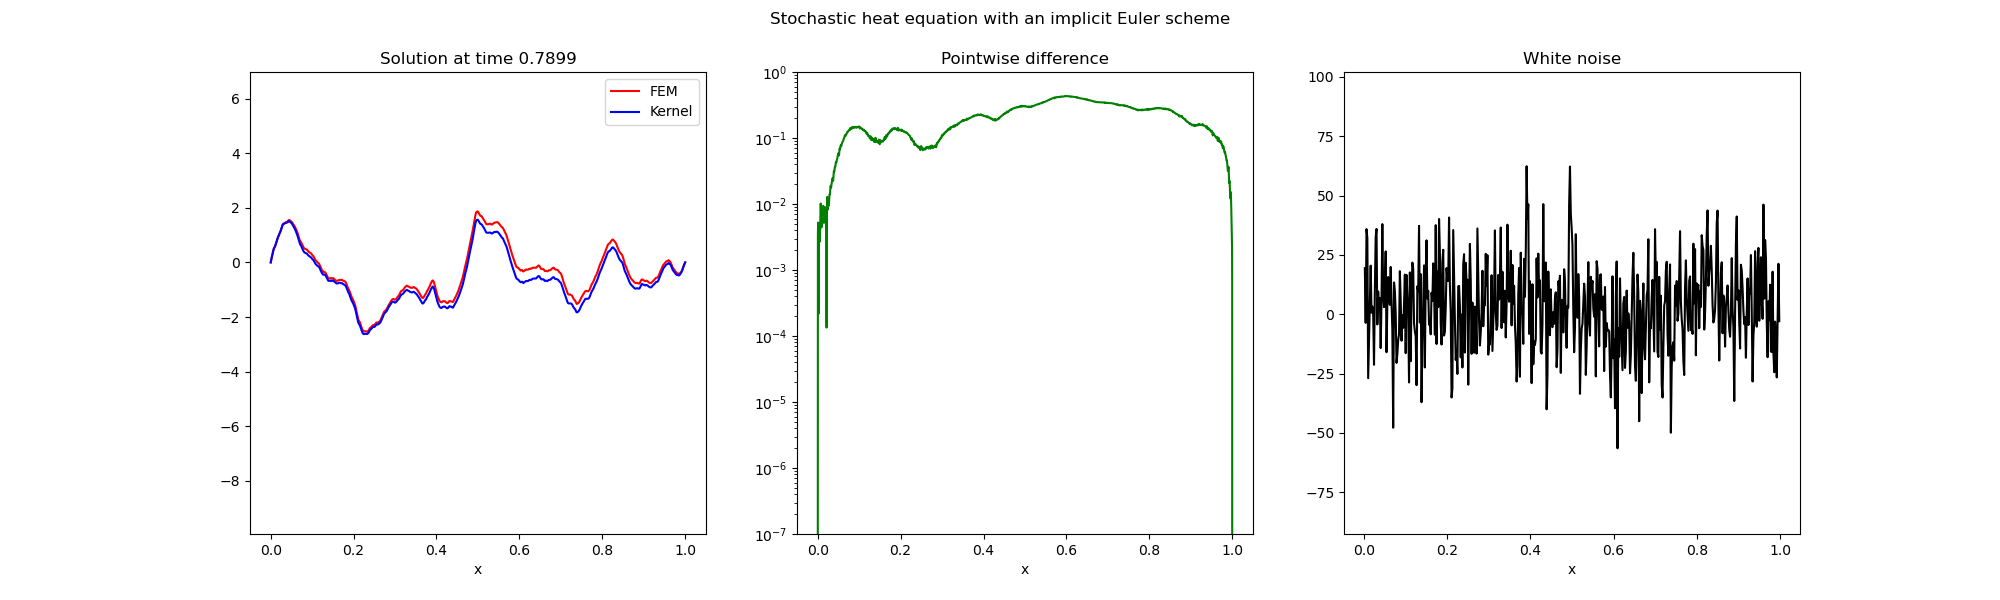 Stochastic heat equation with an implicit Euler scheme
Solution at time 0.7899
6
4
2
0
−2
−4
−6
−8
0.0 0.2 0.4 0.6 0.8 1.0
x
FEM
Kernel
Pointwise difference
10⁰
10⁻¹
10⁻²
10⁻³
10⁻⁴
10⁻⁵
10⁻⁶
10⁻⁷
0.0 0.2 0.4 0.6 0.8 1.0
x
White noise
100
75
50
25
0
−25
−50
−75
0.0 0.2 0.4 0.6 0.8 1.0
x